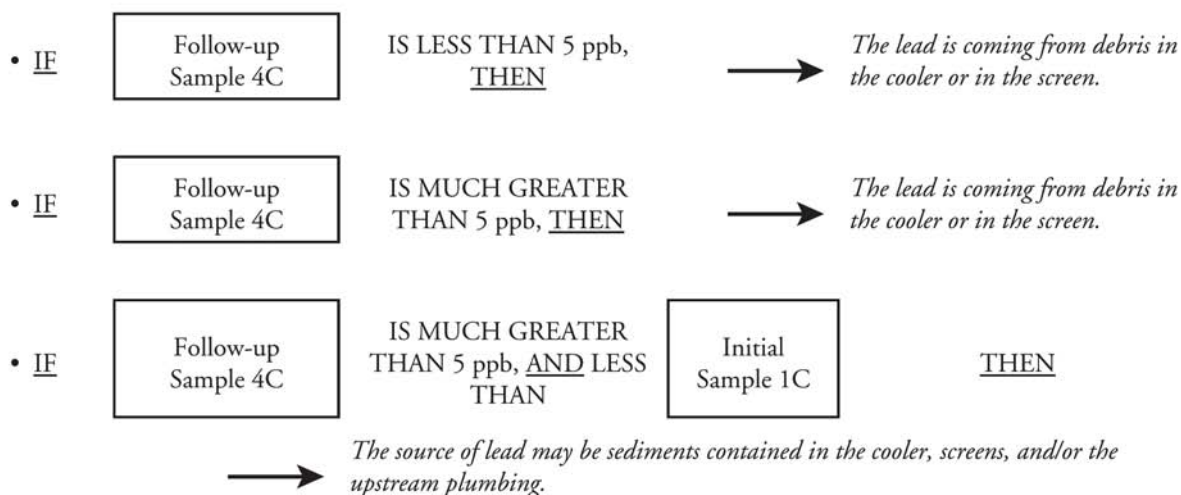 • IF
Follow-up
Sample 4C
IS LESS THAN 5 ppb,
THEN
The lead is coming from debris in
the cooler or in the screen.
• IF
Follow-up
Sample 4C
IS MUCH GREATER
THAN 5 ppb, THEN
The lead is coming from debris in
the cooler or in the screen.
• IF
Follow-up
Sample 4C
IS MUCH GREATER
THAN 5 ppb, AND LESS
THAN
Initial
Sample 1C
THEN
The source of lead may be sediments contained in the cooler, screens, and/or the
upstream plumbing.